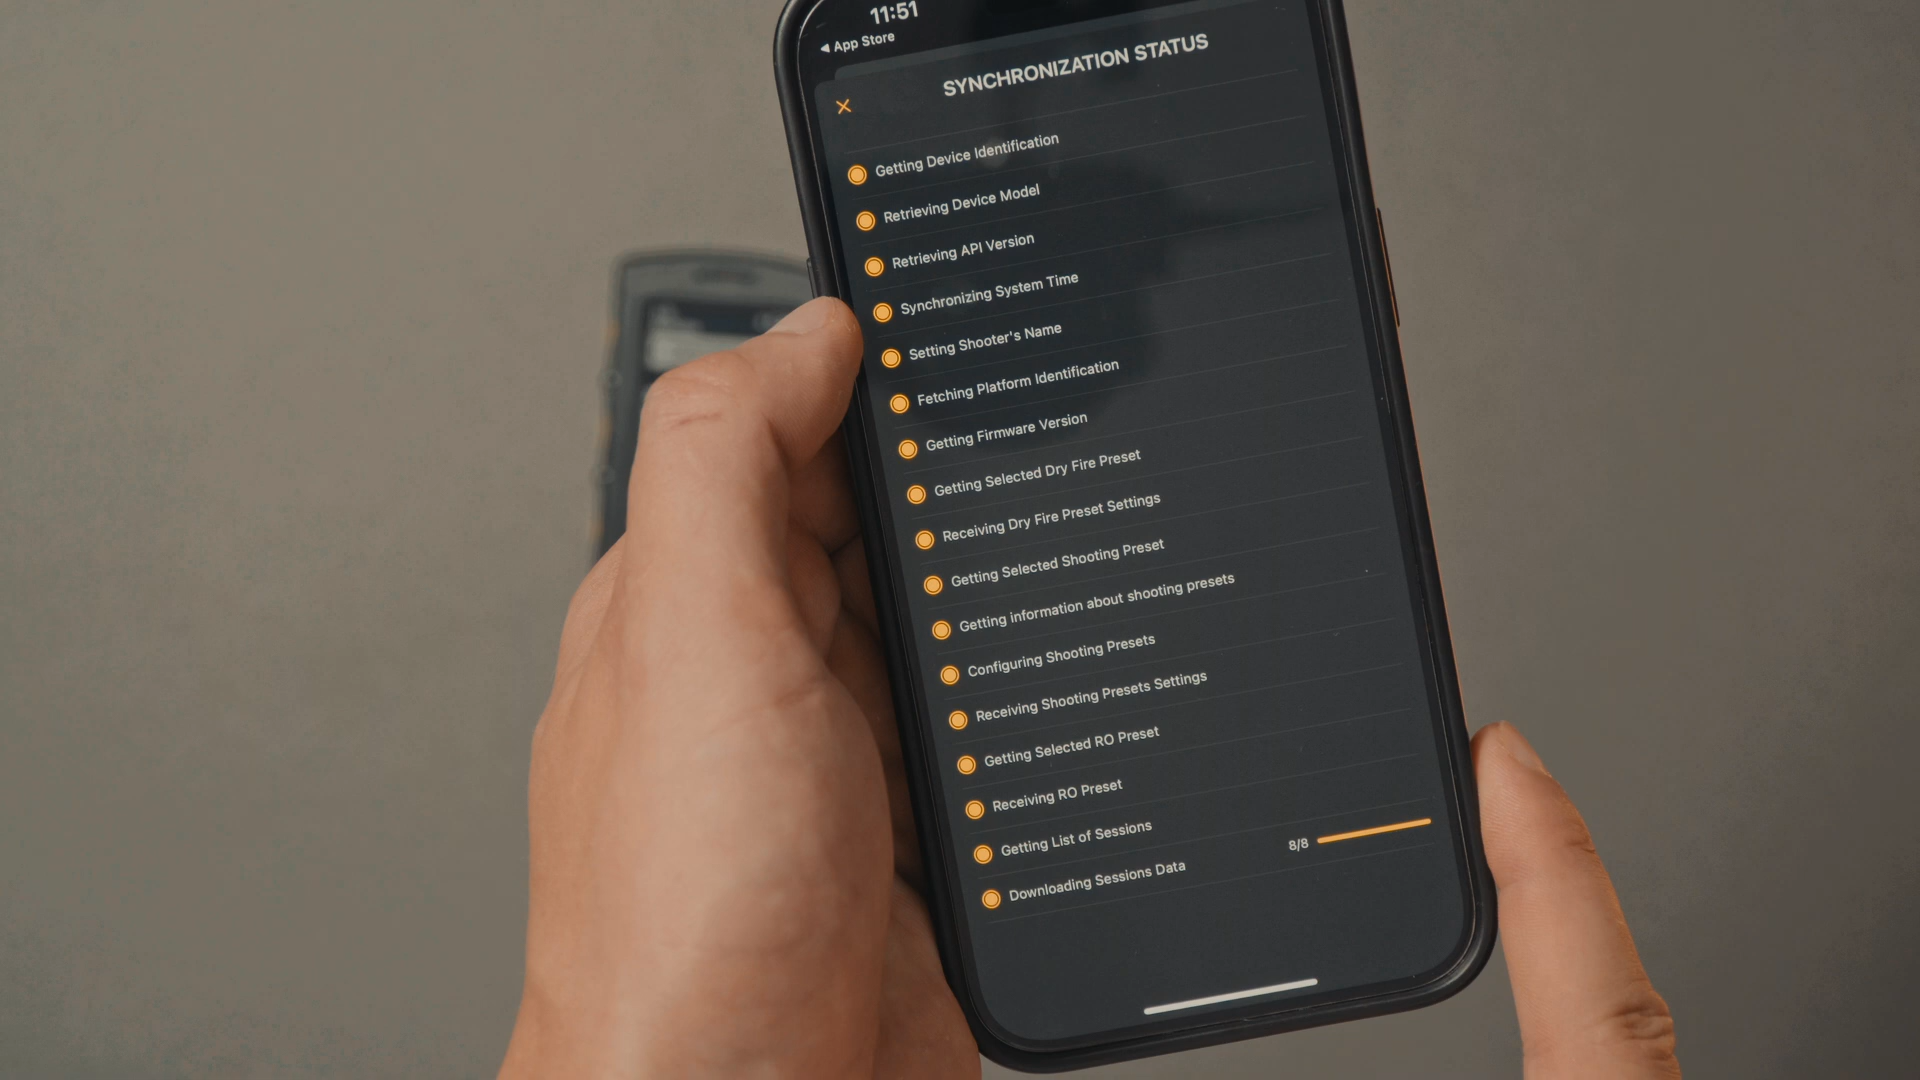 11:51
◀ App Store
SYNCHRONIZATION STATUS
Getting Device Identification
Retrieving Device Model
Retrieving API Version
Synchronizing System Time
Setting Shooter's Name
Fetching Platform Identification
Getting Firmware Version
Getting Selected Dry Fire Preset
Receiving Dry Fire Preset Settings
Getting Selected Shooting Preset
Getting information about shooting presets
Configuring Shooting Presets
Receiving Shooting Presets Settings
Getting Selected RO Preset
Receiving RO Preset
Getting List of Sessions
Downloading Sessions Data 8/8